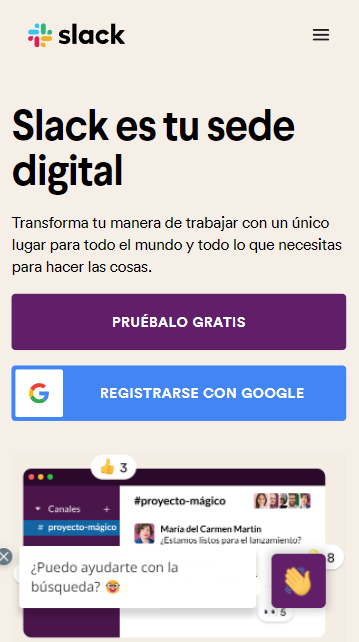 slack
Slack es tu sede
digital
Transforma tu manera de trabajar con un único
lugar para todo el mundo y todo lo que necesitas
para hacer las cosas.
PRUÉBALO GRATIS
REGISTRARSE CON GOOGLE
3
Canales +
#proyecto-mágico
# proyecto-mágico
María del Carmen Martín
¿Estamos listos para el lanzamiento?
¿Puedo ayudarte con la
búsqueda?
8
5